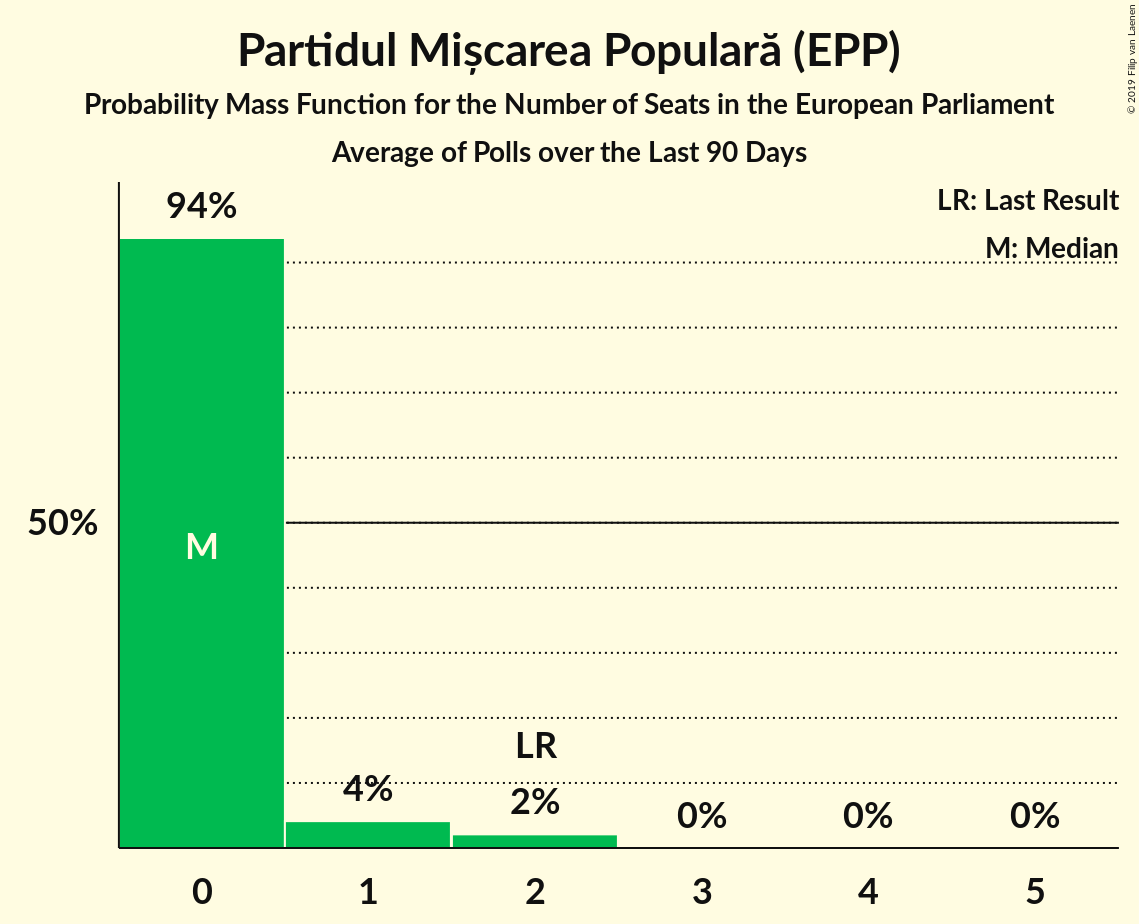 Partidul Mișcarea Populară (EPP)
Probability Mass Function for the Number of Seats in the European Parliament
Average of Polls over the Last 90 Days
© 2019 Filip van Laenen
LR: Last Result
M: Median
94%
50%
M
LR
4%
2%
0%
0%
0%
0
1
2
3
4
5